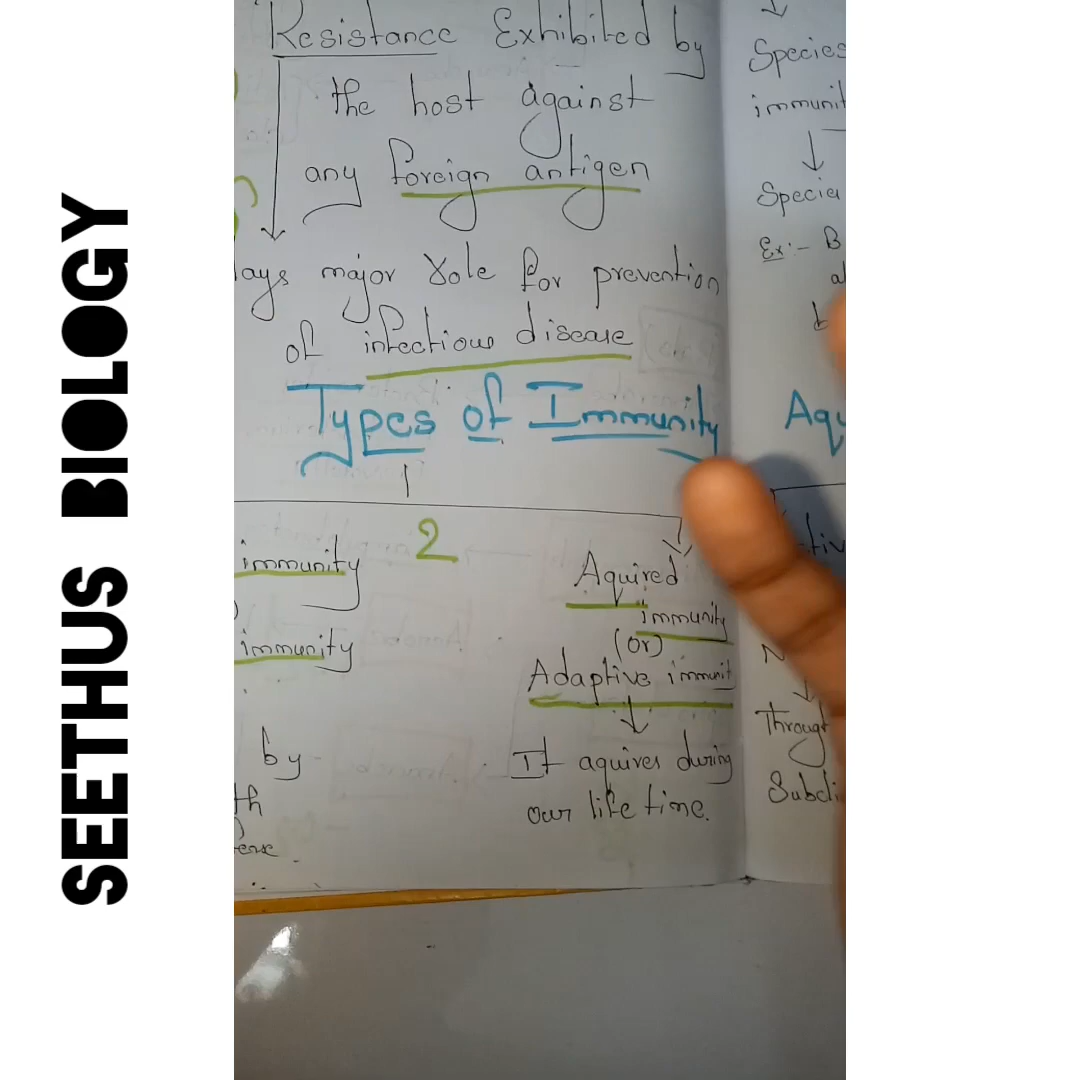 SEETHUS BIOLOGY
Resistance Exhibited by
the host against
any foreign antigen
major role for prevention
of infectious disease
Types of Immunity
2
immunity
immunity
by
Aquired
immunity
(or)
Adaptive immunit
It aquires during
our life time.
Species
immunit
Specie
Ex:- B
Aqu
Through
Subcli